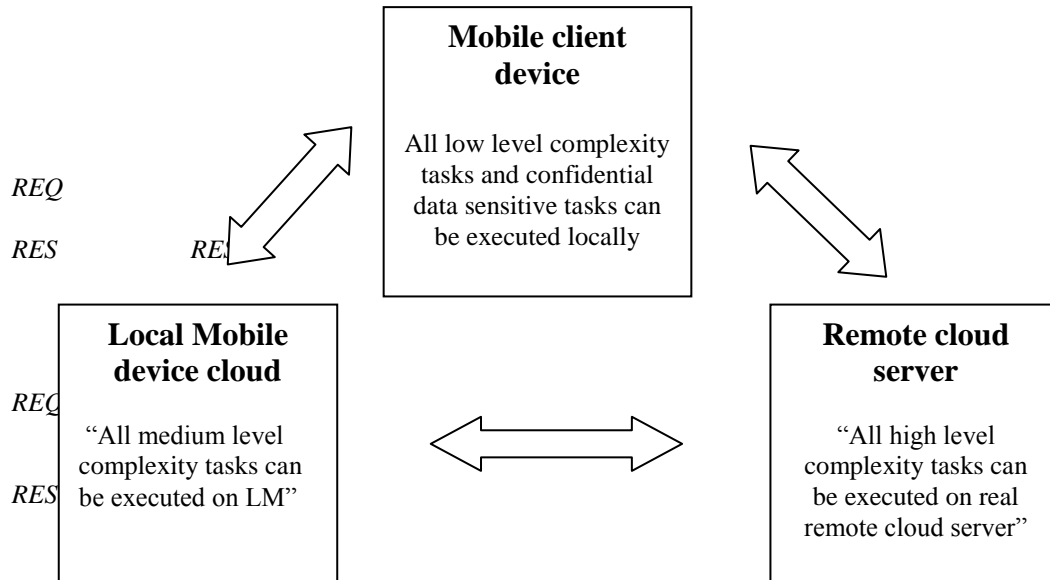 Mobile client
device
All low level complexity
tasks and confidential
data sensitive tasks can
be executed locally
REQ
RES
RES
Local Mobile
device cloud
REQ
“All medium level
complexity tasks can
be executed on LM”
RES
Remote cloud
server
“All high level
complexity tasks can
be executed on real
remote cloud server”